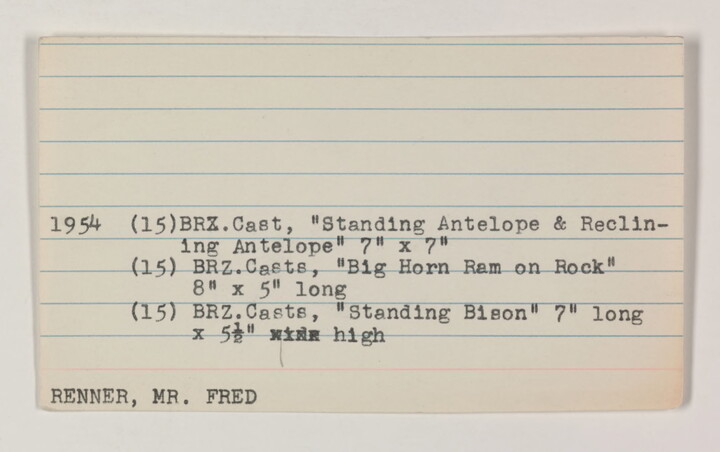 1954 (15)BRZ.Cast, "Standing Antelope & Reclin-
ing Antelope" 7" x 7"
(15) BRZ.Casts, "Big Horn Ram on Rock"
8" x 5" long
(15) BRZ.Casts, "Standing Bison" 7" long
x 5½" high
RENNER, MR. FRED